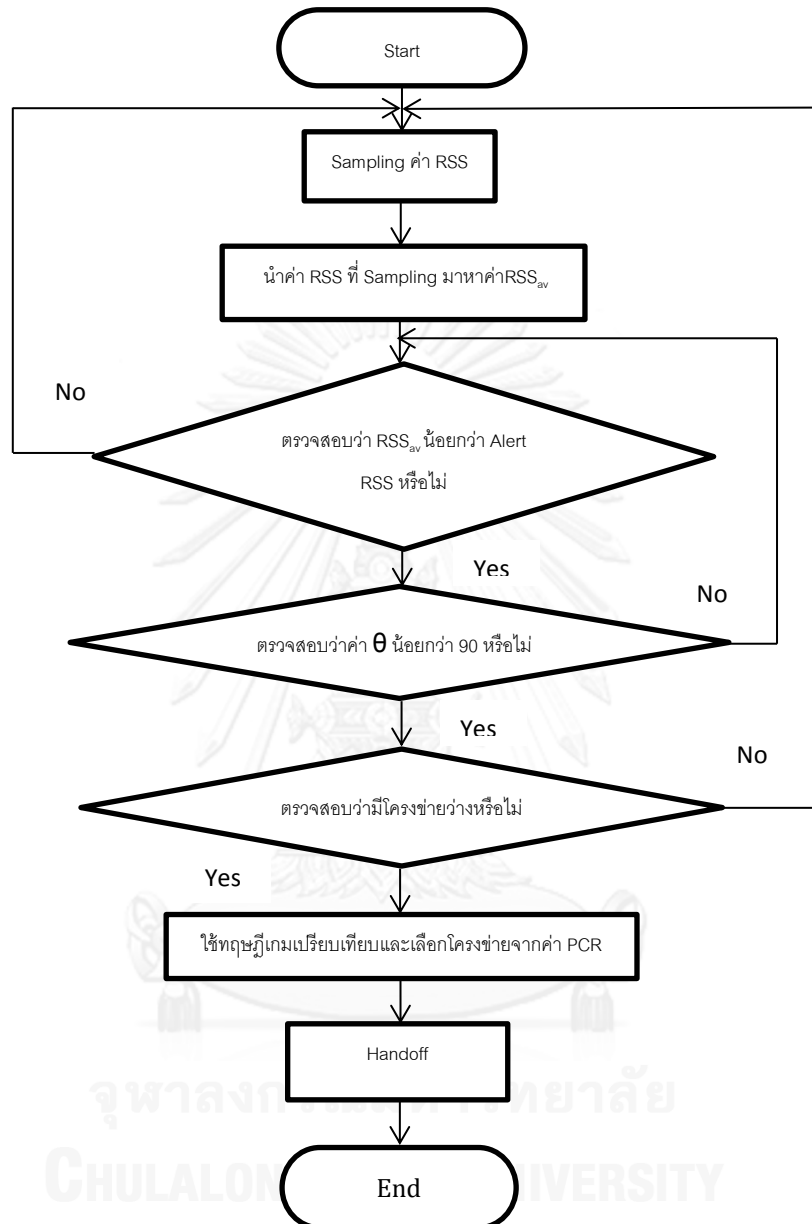 Start
Sampling ค่า RSS
นำค่า RSS ที่ Sampling มาหาค่าRSSav
No
ตรวจสอบว่า RSSav น้อยกว่า Alert
RSS หรือไม่
Yes
No
ตรวจสอบว่าค่า θ น้อยกว่า 90 หรือไม่
Yes
No
ตรวจสอบว่ามีโครงข่ายว่างหรือไม่
Yes
ใช้ทฤษฎีเกมเปรียบเทียบและเลือกโครงข่ายจากค่า PCR
Handoff
End